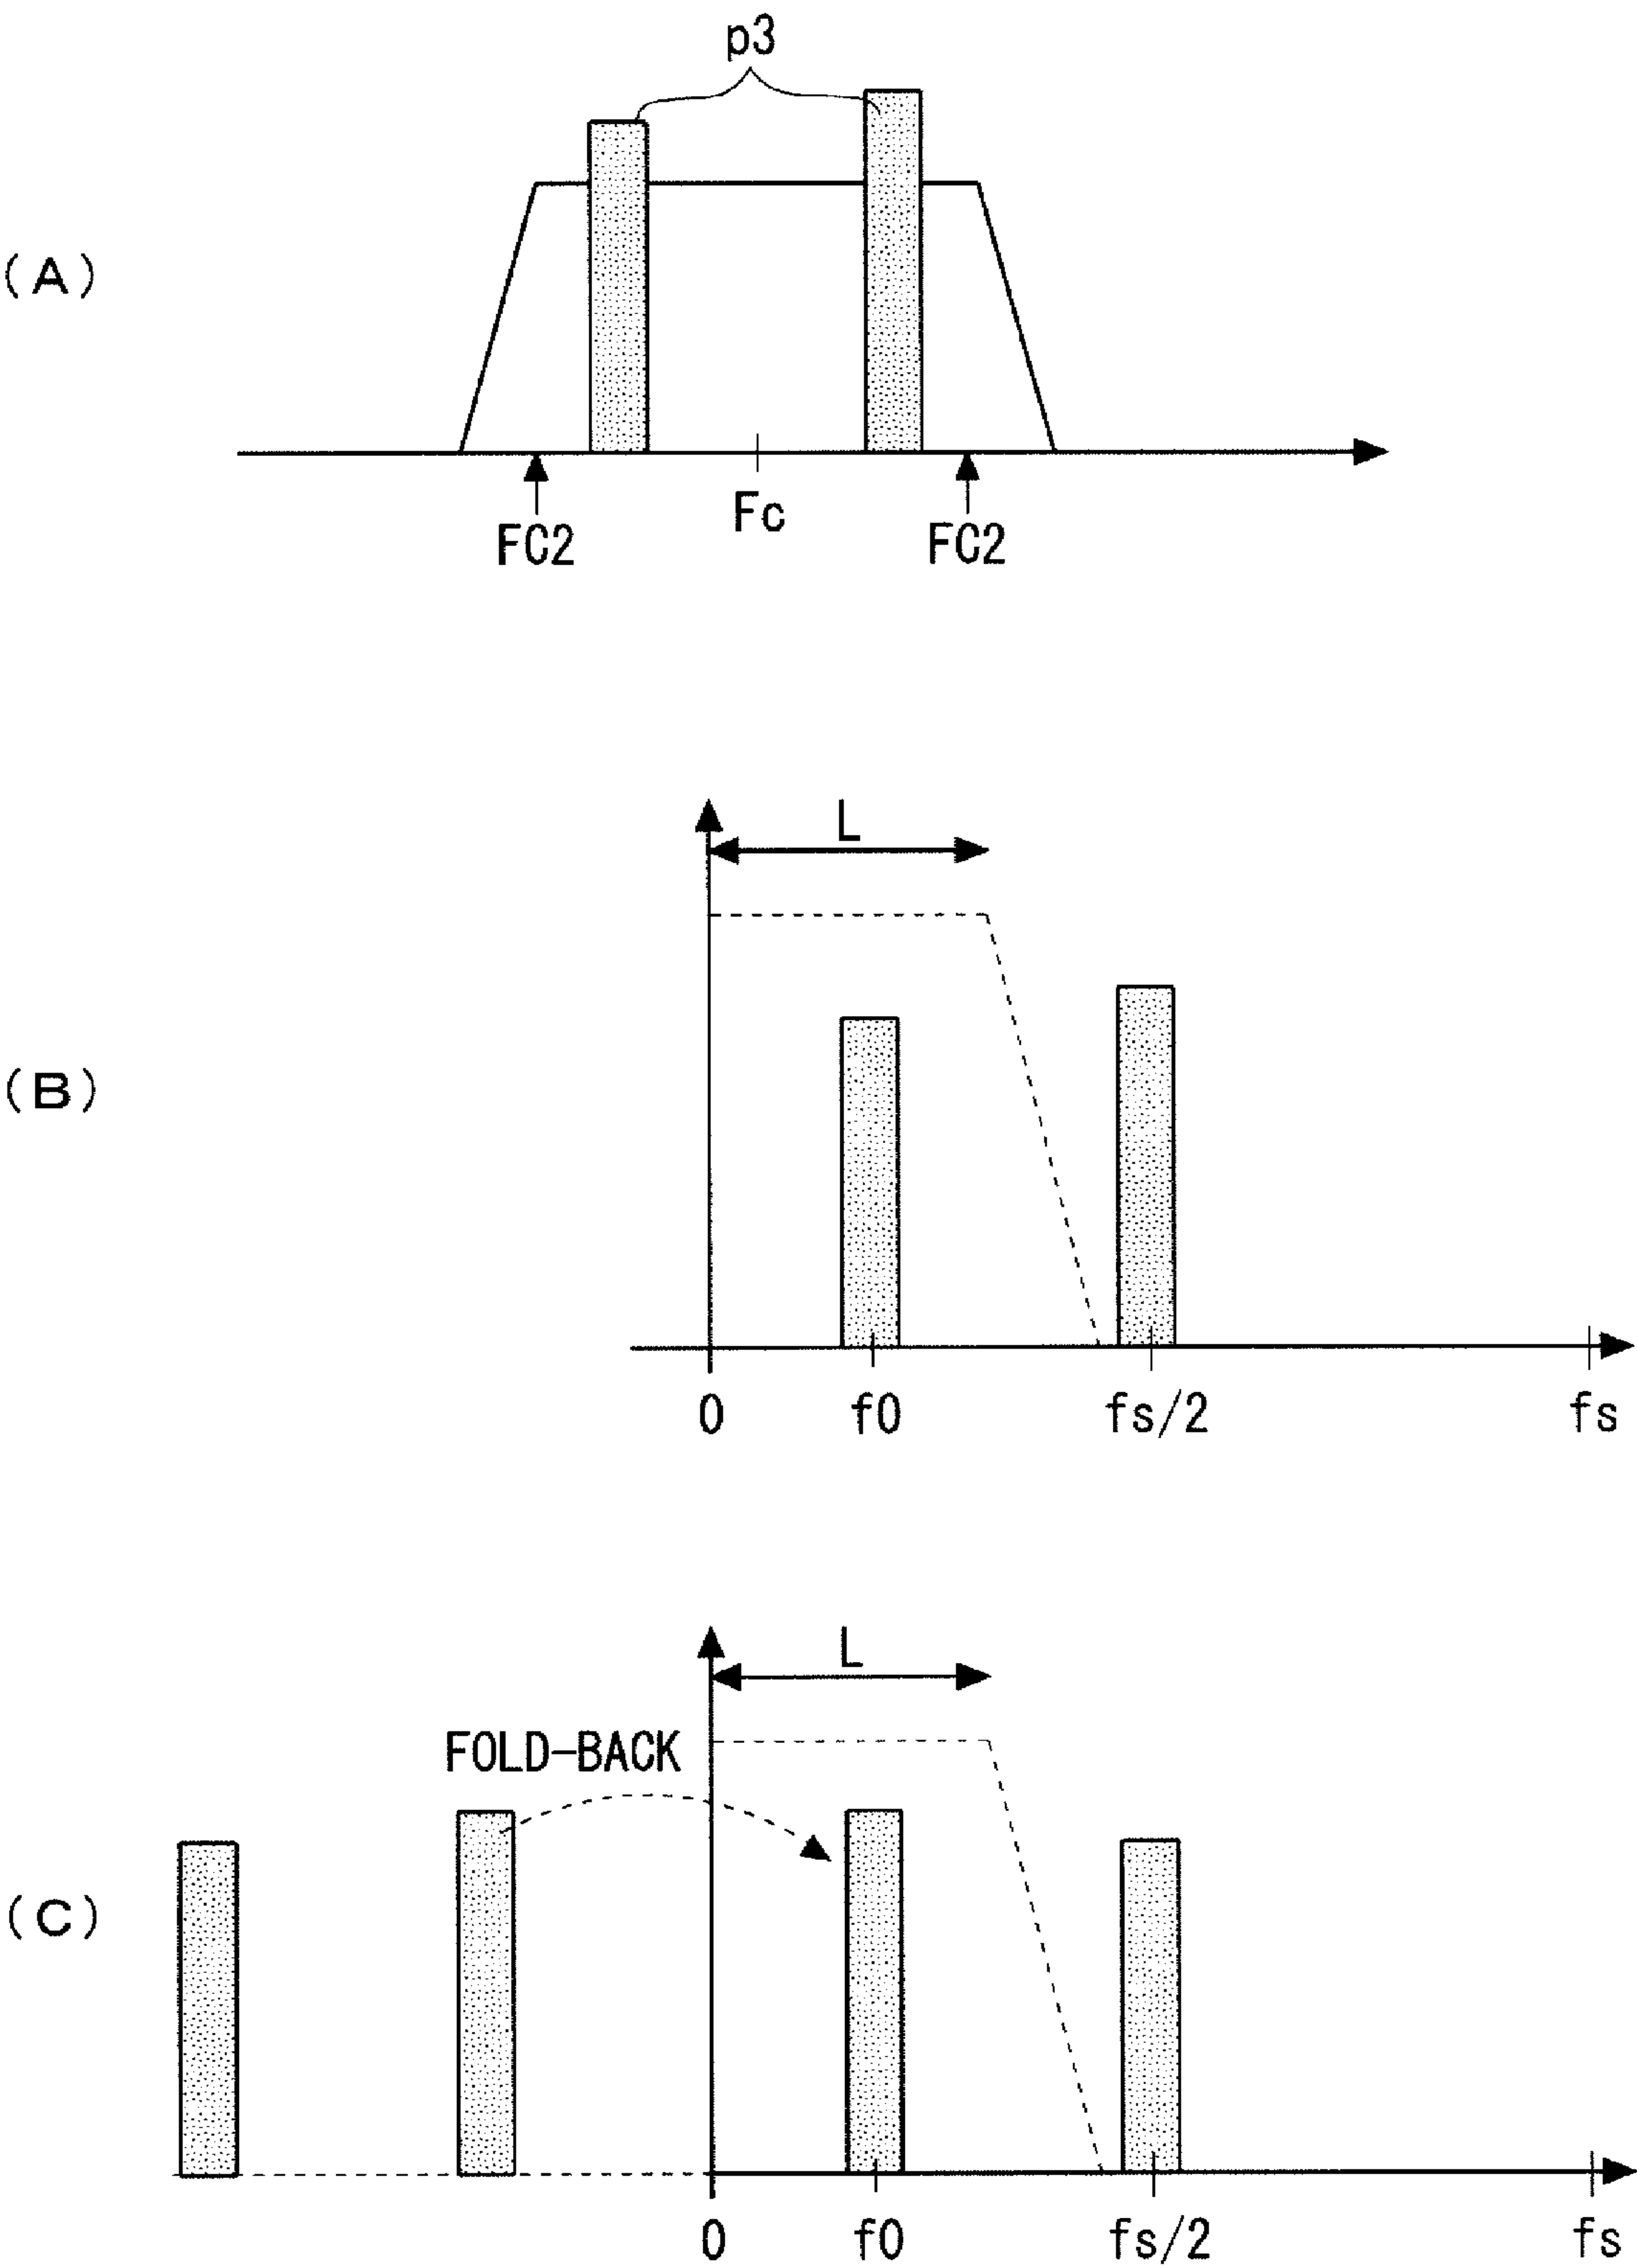 p3
(A)
Fc
FC2 FC2
L
(B)
0 f0 fs/2 fs
L
FOLD-BACK
(C)
0 f0 fs/2 fs